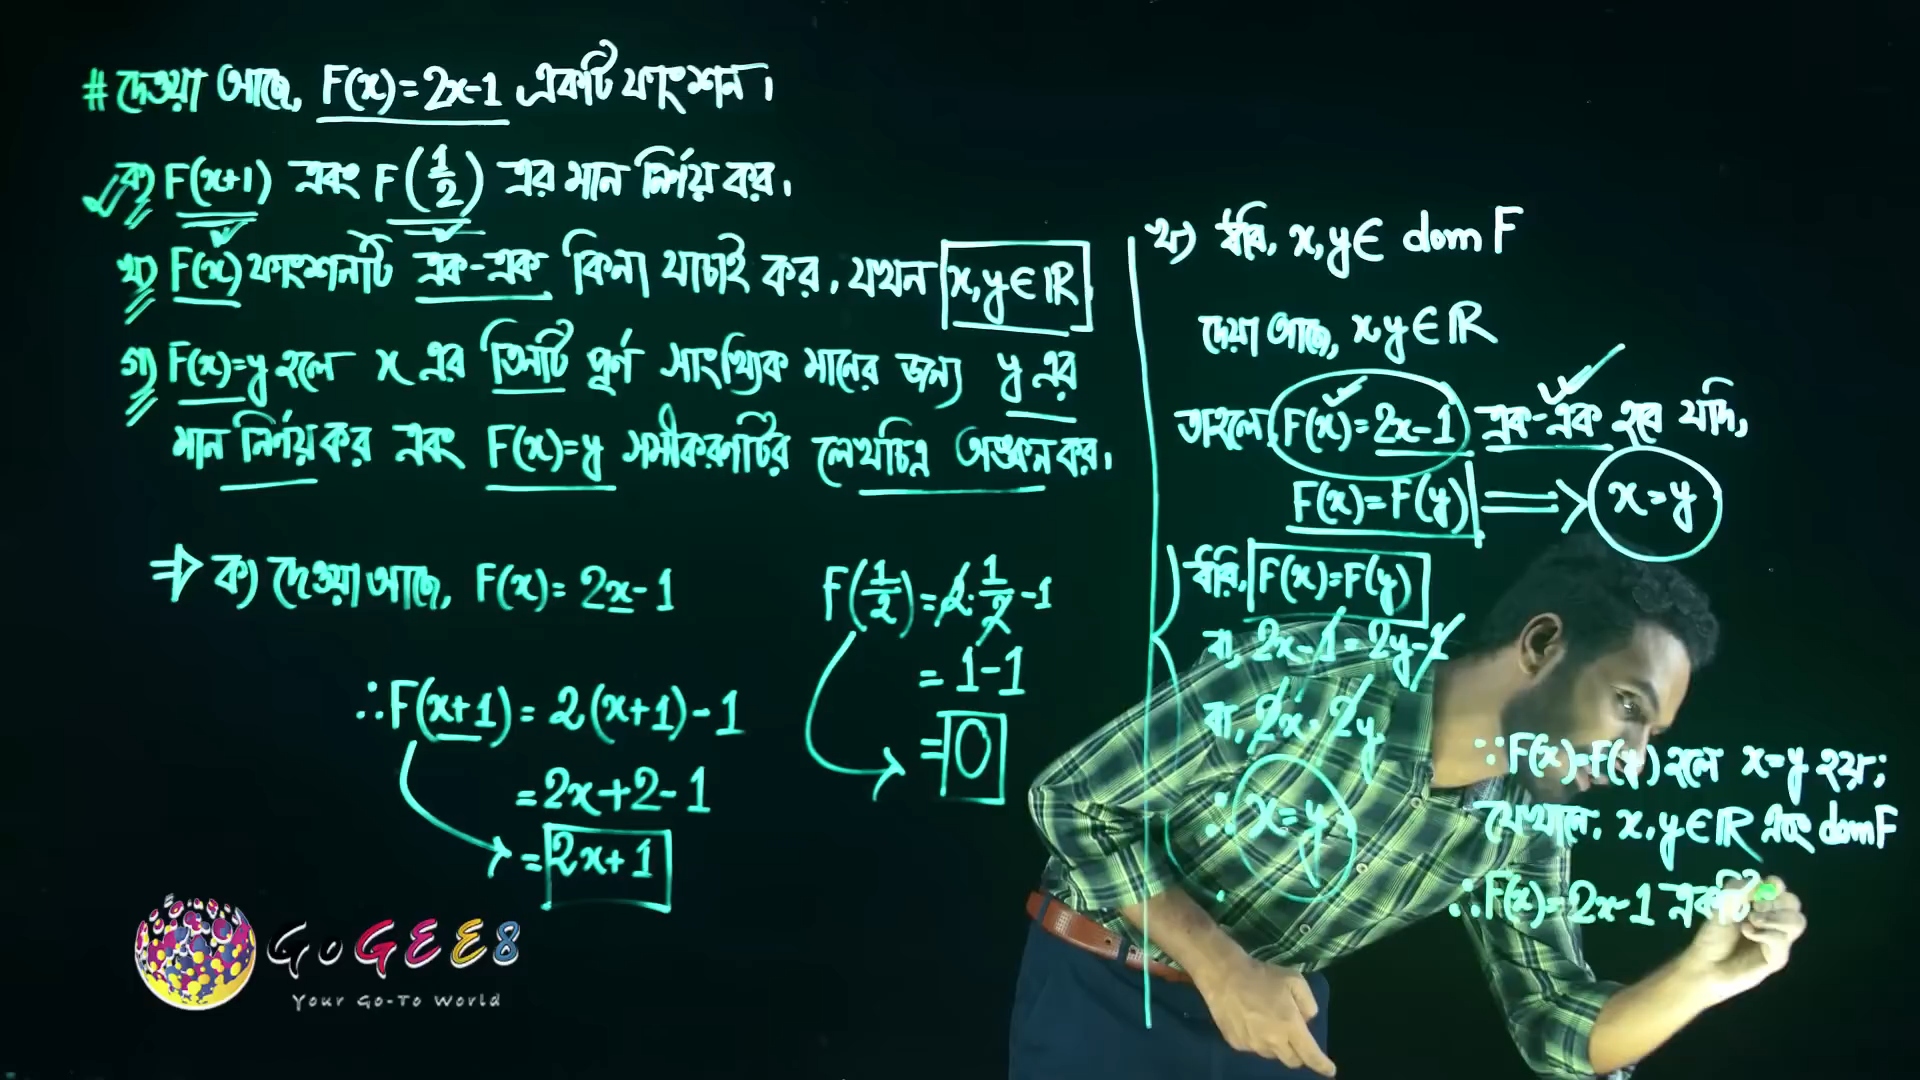 # দেওয়া আছে, F(x)=2x-1 একটি ফাংশন।
ক) F(x+1) এবং F(1/2) এর মান নির্ণয় কর।
খ) F(x) ফাংশনটি এক-এক কিনা যাচাই কর, যখন x,y∈ℝ.
গ) F(x)=y হলে x এর তিনটি পূর্ণ সাংখ্যিক মানের জন্য y এর
মান নির্ণয় কর এবং F(x)=y সমীকরণটির লেখচিত্র অঙ্কন কর।
⇒ ক) দেওয়া আছে, F(x)= 2x-1
∴F(x+1) = 2(x+1)-1
=2x+2-1
=2x+1
F(1/2)=2.1/2-1
= 1-1
=0
খ) ধরি, x,y∈ dom F
দেয়া আছে, x,y∈ℝ
তাহলে F(x)=2x-1 এক-এক হবে যদি,
F(x)=F(y) ⟹ x=y
ধরি, F(x)=F(y)
বা, 2x-1=2y-1
বা, 2x=2y
∴ x=y
∵F(x)=F(y) হলে x=y হয়;
যেখানে, x,y∈ℝ এবং domF
∴F(x)=2x-1 একটি
GOGEE8
Your Go-To World